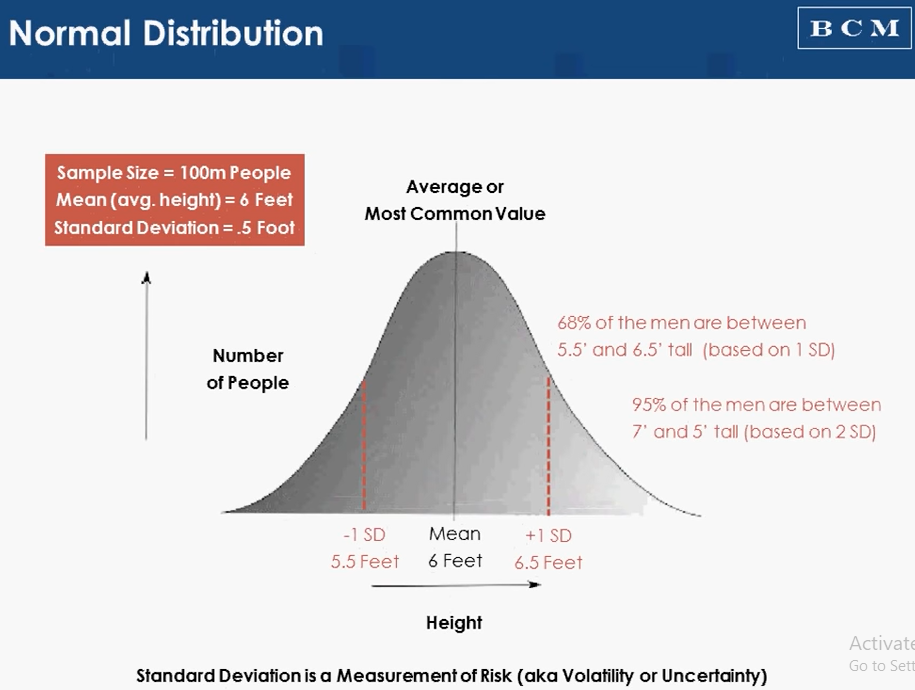 Normal Distribution
B C M
Sample Size = 100m People
Mean (avg. height) = 6 Feet
Standard Deviation = .5 Foot
Average or
Most Common Value
68% of the men are between
5.5' and 6.5' tall (based on 1 SD)
Number
of People
95% of the men are between
7' and 5' tall (based on 2 SD)
-1 SD
5.5 Feet
Mean
6 Feet
+1 SD
6.5 Feet
Height
Activate
Go to Sett
Standard Deviation is a Measurement of Risk (aka Volatility or Uncertainty)